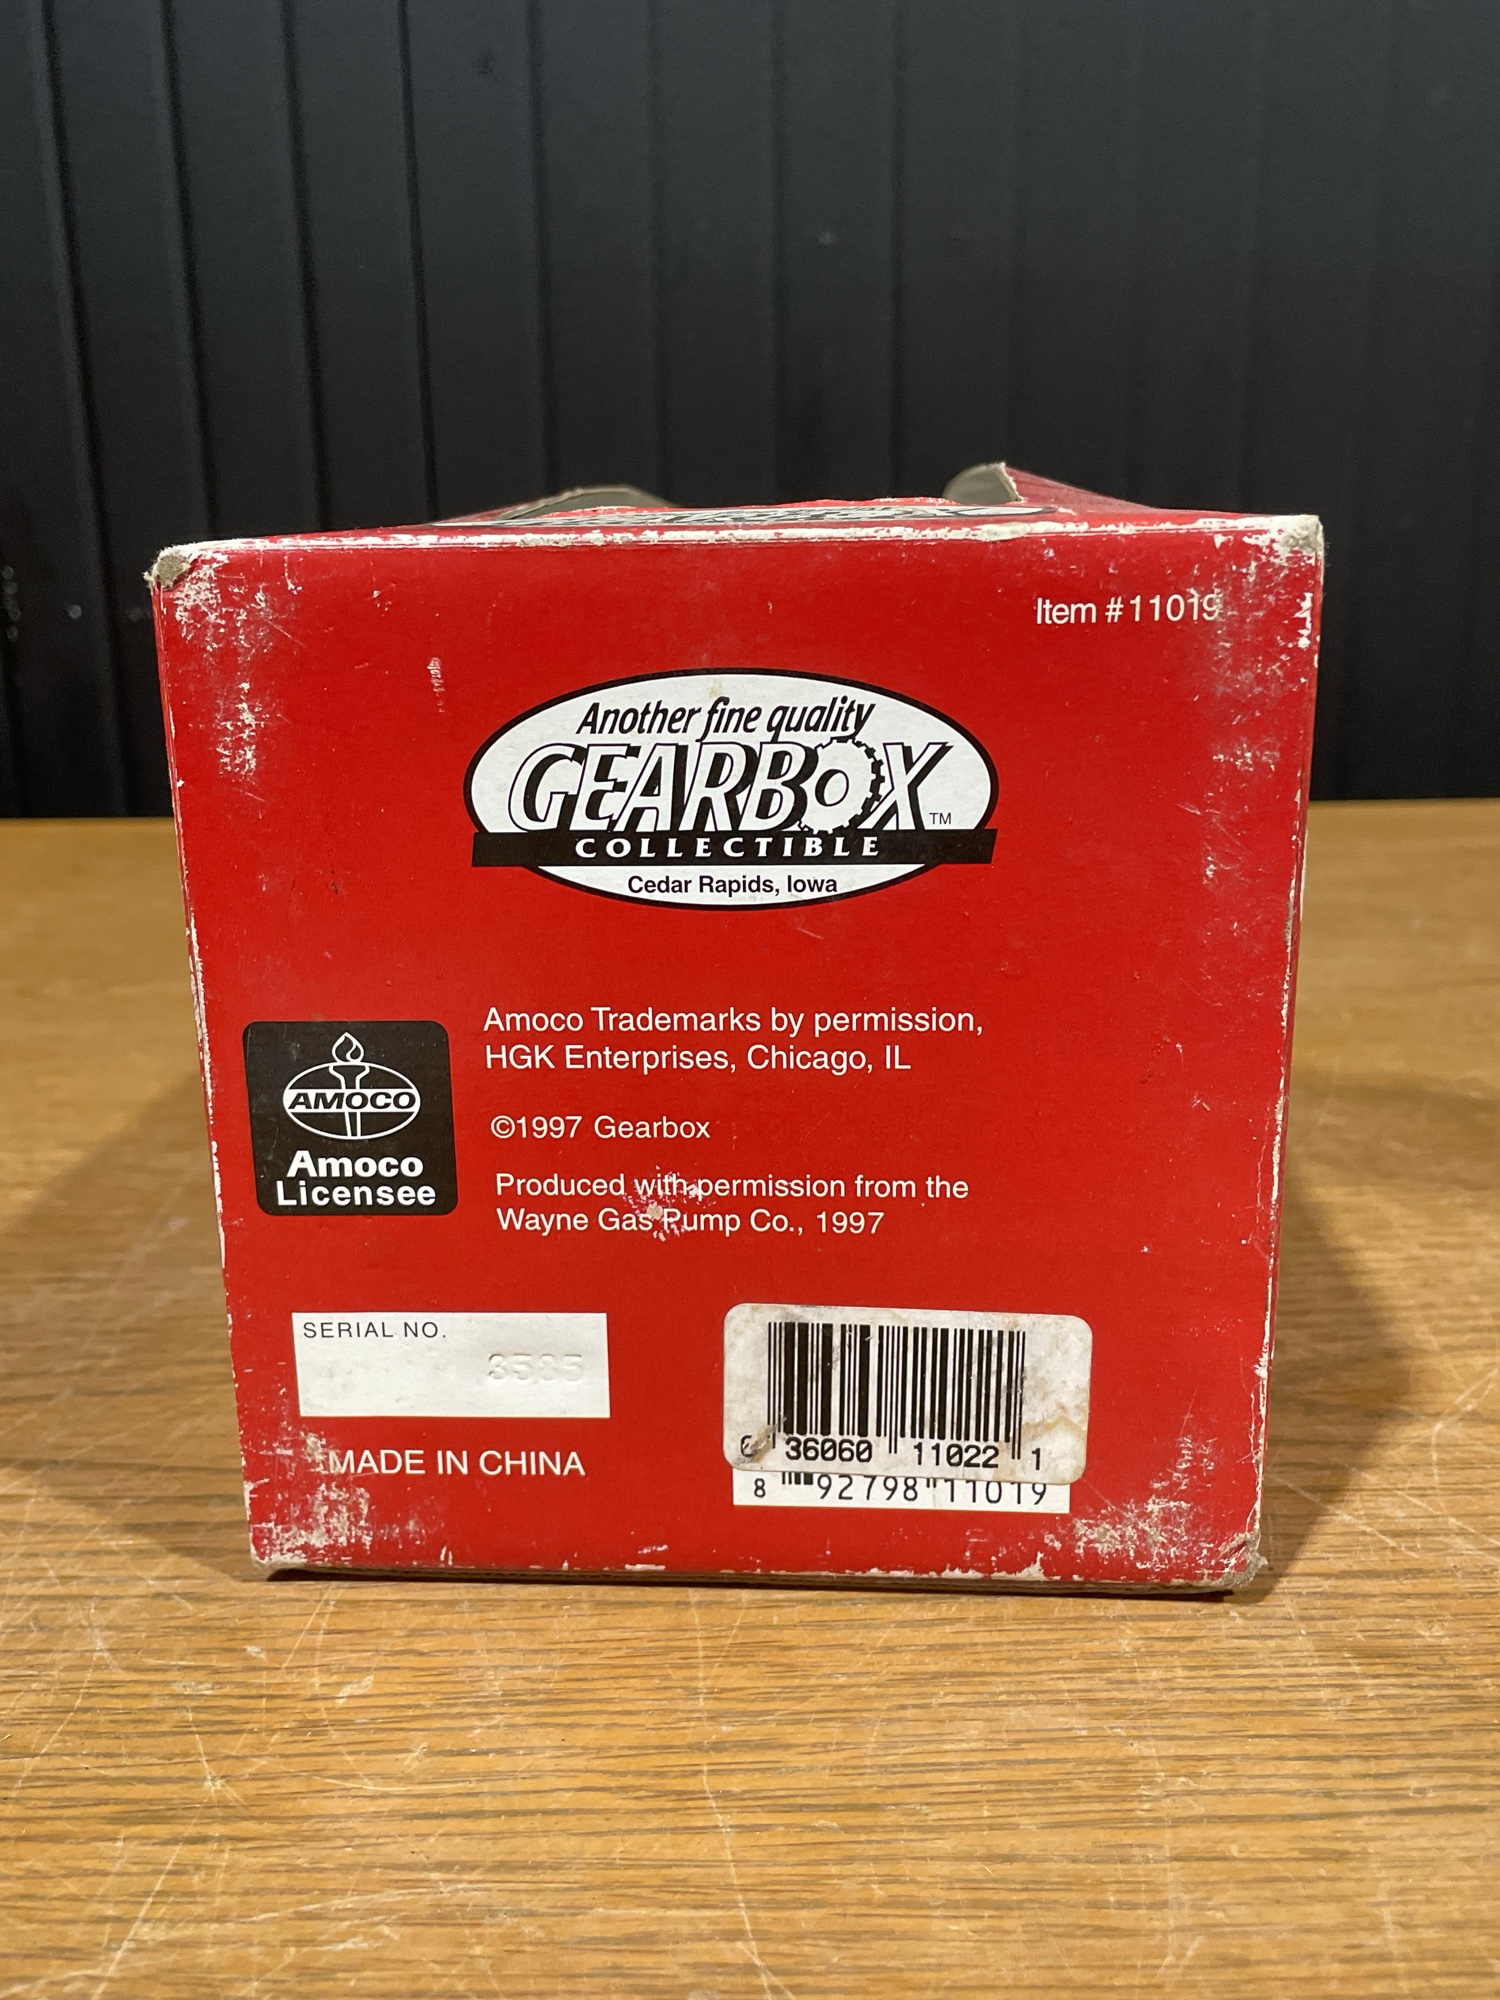 Item #11019
Another fine quality
GEARBOX™
COLLECTIBLE
Cedar Rapids, Iowa
Amoco Trademarks by permission,
HGK Enterprises, Chicago, IL
©1997 Gearbox
Produced with permission from the
Wayne Gas Pump Co., 1997
AMOCO
Amoco
Licensee
SERIAL NO.
MADE IN CHINA
6 36060 11022 1
8 92798 11019